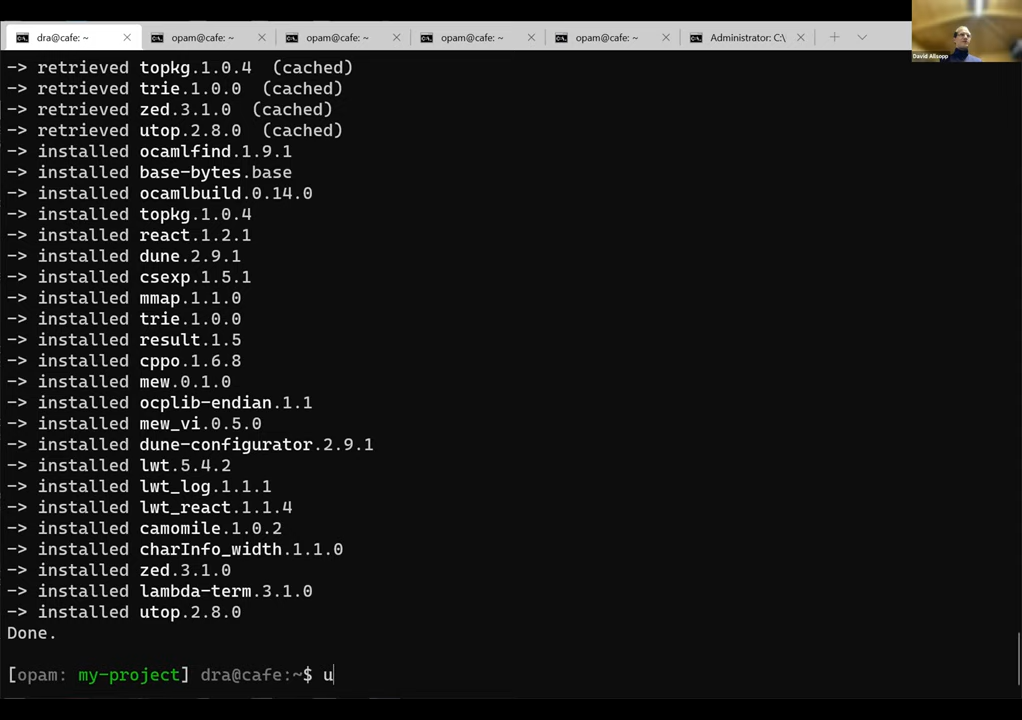 dra@cafe: ~
opam@cafe: ~
opam@cafe: ~
opam@cafe: ~
opam@cafe: ~
Administrator: C:\
David Allsopp
-> retrieved topkg.1.0.4  (cached)
-> retrieved trie.1.0.0  (cached)
-> retrieved zed.3.1.0  (cached)
-> retrieved utop.2.8.0  (cached)
-> installed ocamlfind.1.9.1
-> installed base-bytes.base
-> installed ocamlbuild.0.14.0
-> installed topkg.1.0.4
-> installed react.1.2.1
-> installed dune.2.9.1
-> installed csexp.1.5.1
-> installed mmap.1.1.0
-> installed trie.1.0.0
-> installed result.1.5
-> installed cppo.1.6.8
-> installed mew.0.1.0
-> installed ocplib-endian.1.1
-> installed mew_vi.0.5.0
-> installed dune-configurator.2.9.1
-> installed lwt.5.4.2
-> installed lwt_log.1.1.1
-> installed lwt_react.1.1.4
-> installed camomile.1.0.2
-> installed charInfo_width.1.1.0
-> installed zed.3.1.0
-> installed lambda-term.3.1.0
-> installed utop.2.8.0
Done.
[opam: my-project] dra@cafe:~$ u